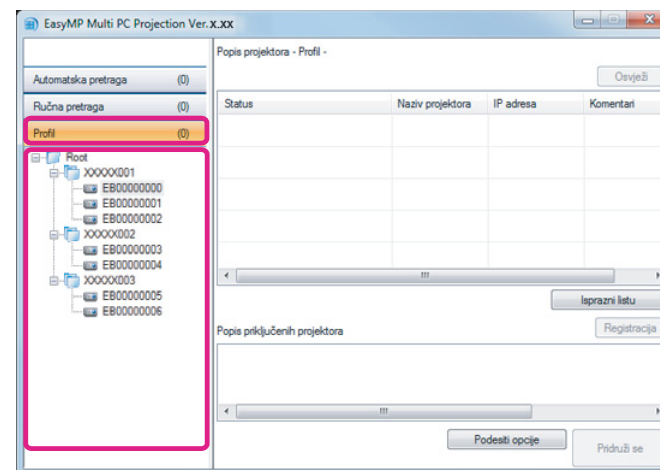 EasyMP Multi PC Projection Ver.X.XX
Popis projektora - Profil -
Automatska pretraga (0)
Osvježi
Ručna pretraga (0)
Status Naziv projektora IP adresa Komentari
Profil (0)
Root
XXXXX001
EB00000000
EB00000001
EB00000002
XXXXX002
EB00000003
EB00000004
XXXXX003
EB00000005
EB00000006
Isprazni listu
Popis priključenih projektora
Registracija
Podesiti opcije
Pridruži se